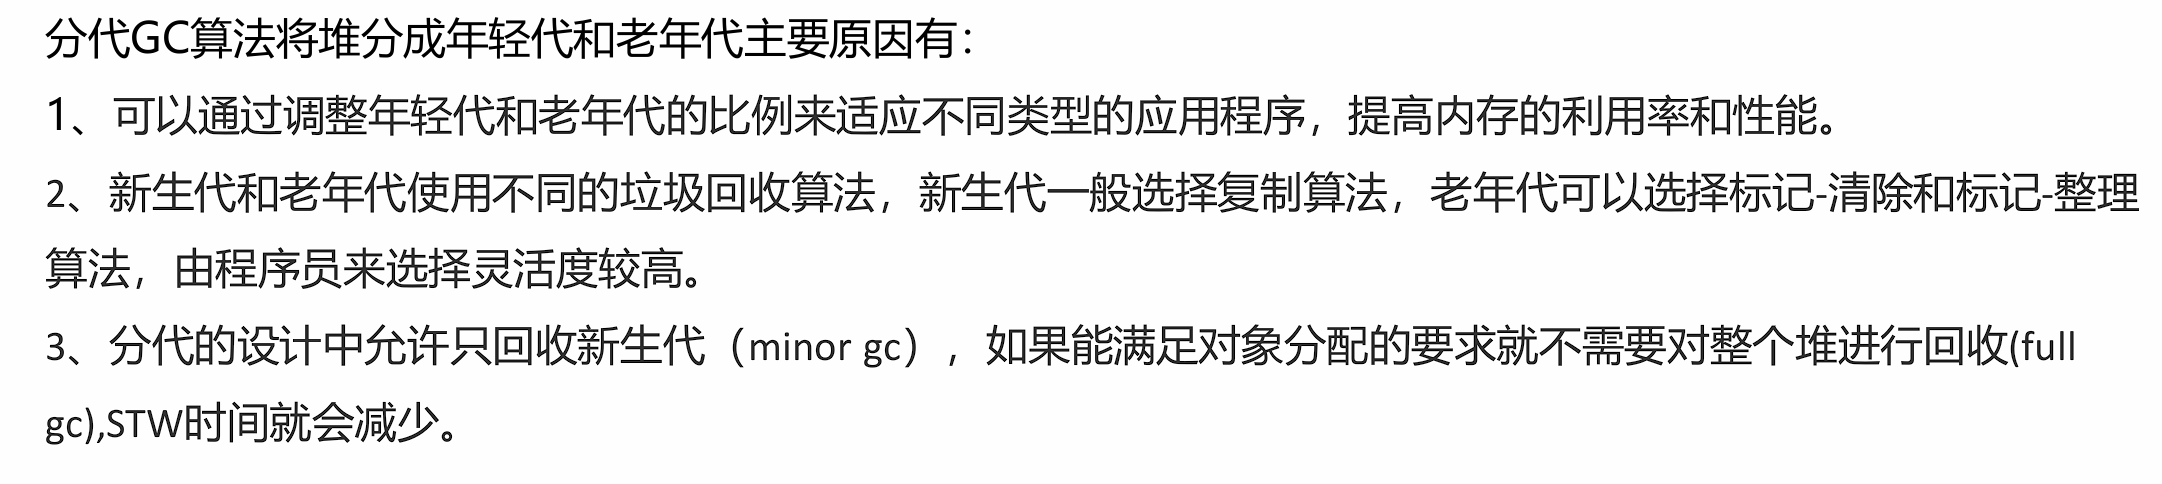 分代GC算法将堆分成年轻代和老年代主要原因有：
1、可以通过调整年轻代和老年代的比例来适应不同类型的应用程序，提高内存的利用率和性能。
2、新生代和老年代使用不同的垃圾回收算法，新生代一般选择复制算法，老年代可以选择标记-清除和标记-整理
算法，由程序员来选择灵活度较高。
3、分代的设计中允许只回收新生代（minor gc），如果能满足对象分配的要求就不需要对整个堆进行回收(full
gc),STW时间就会减少。